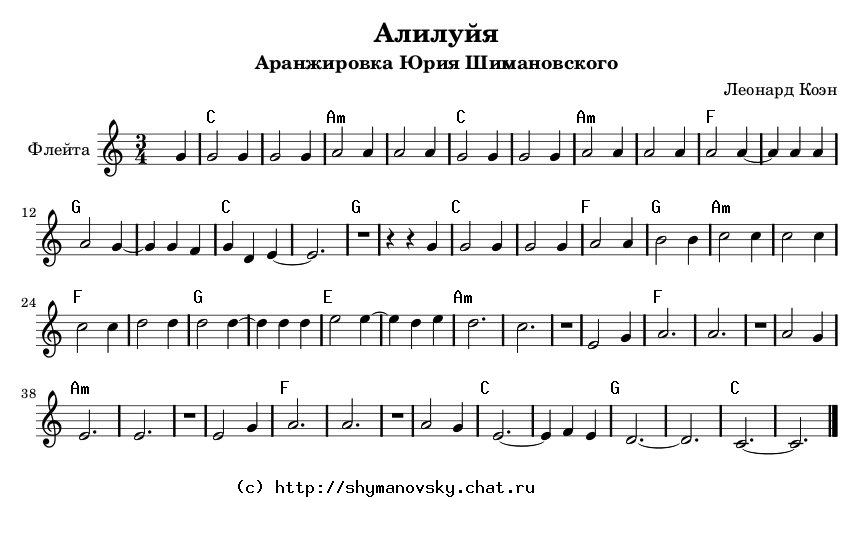 Алилуйя
Аранжировка Юрия Шимановского
Леонард Коэн
C Am C Am F
Флейта 3 4
G C G C F G Am
12
F G E Am F
24
Am F C G C
38
(c) http://shymanovsky.chat.ru